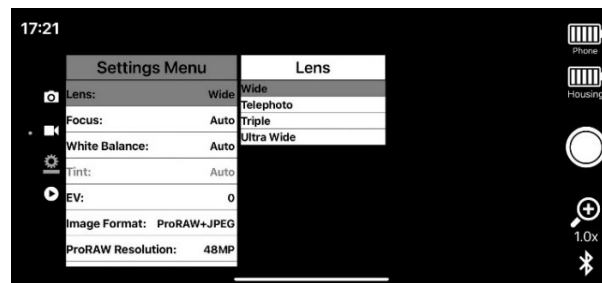 17:21
Phone
Housing
Settings Menu
Lens: Wide
Focus: Auto
White Balance: Auto
Tint: Auto
EV: 0
Image Format: ProRAW+JPEG
ProRAW Resolution: 48MP
Lens
Wide
Telephoto
Triple
Ultra Wide
1.0x